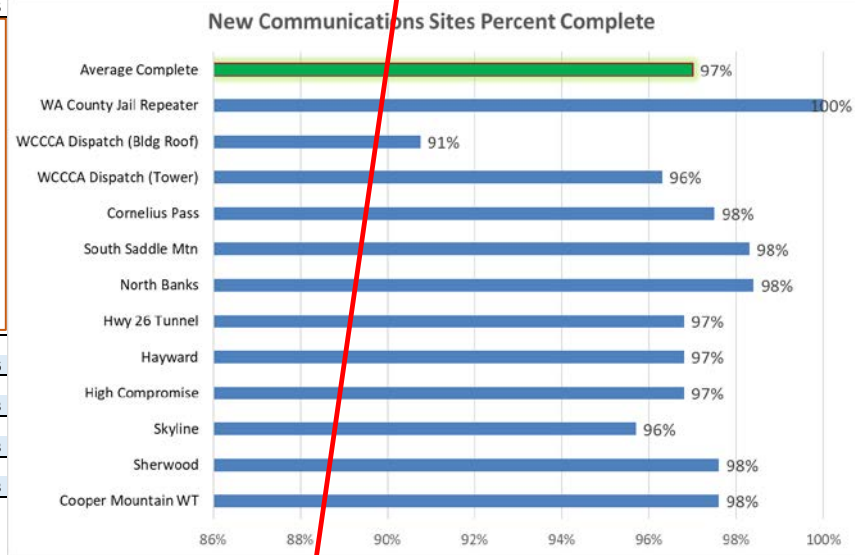 New Communications Sites Percent Complete
Average Complete 97%
WA County Jail Repeater 100%
WCCCA Dispatch (Bldg Roof) 91%
WCCCA Dispatch (Tower) 96%
Cornelius Pass 98%
South Saddle Mtn 98%
North Banks 98%
Hwy 26 Tunnel 97%
Hayward 97%
High Compromise 97%
Skyline 96%
Sherwood 98%
Cooper Mountain WT 98%
86% 88% 90% 92% 94% 96% 98% 100%